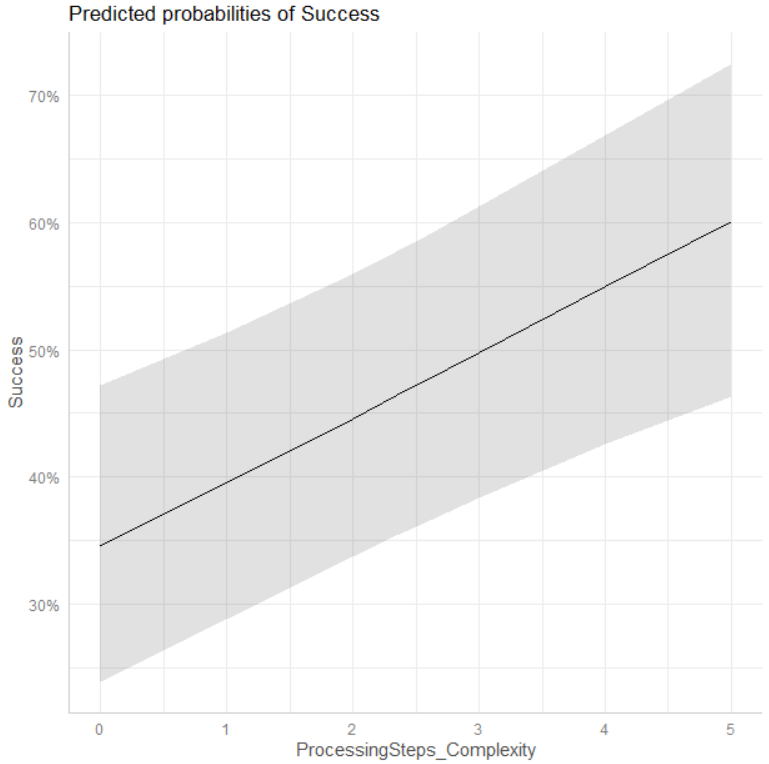 Predicted probabilities of Success
70%
60%
50%
40%
30%
Success
0 1 2 3 4 5
ProcessingSteps_Complexity